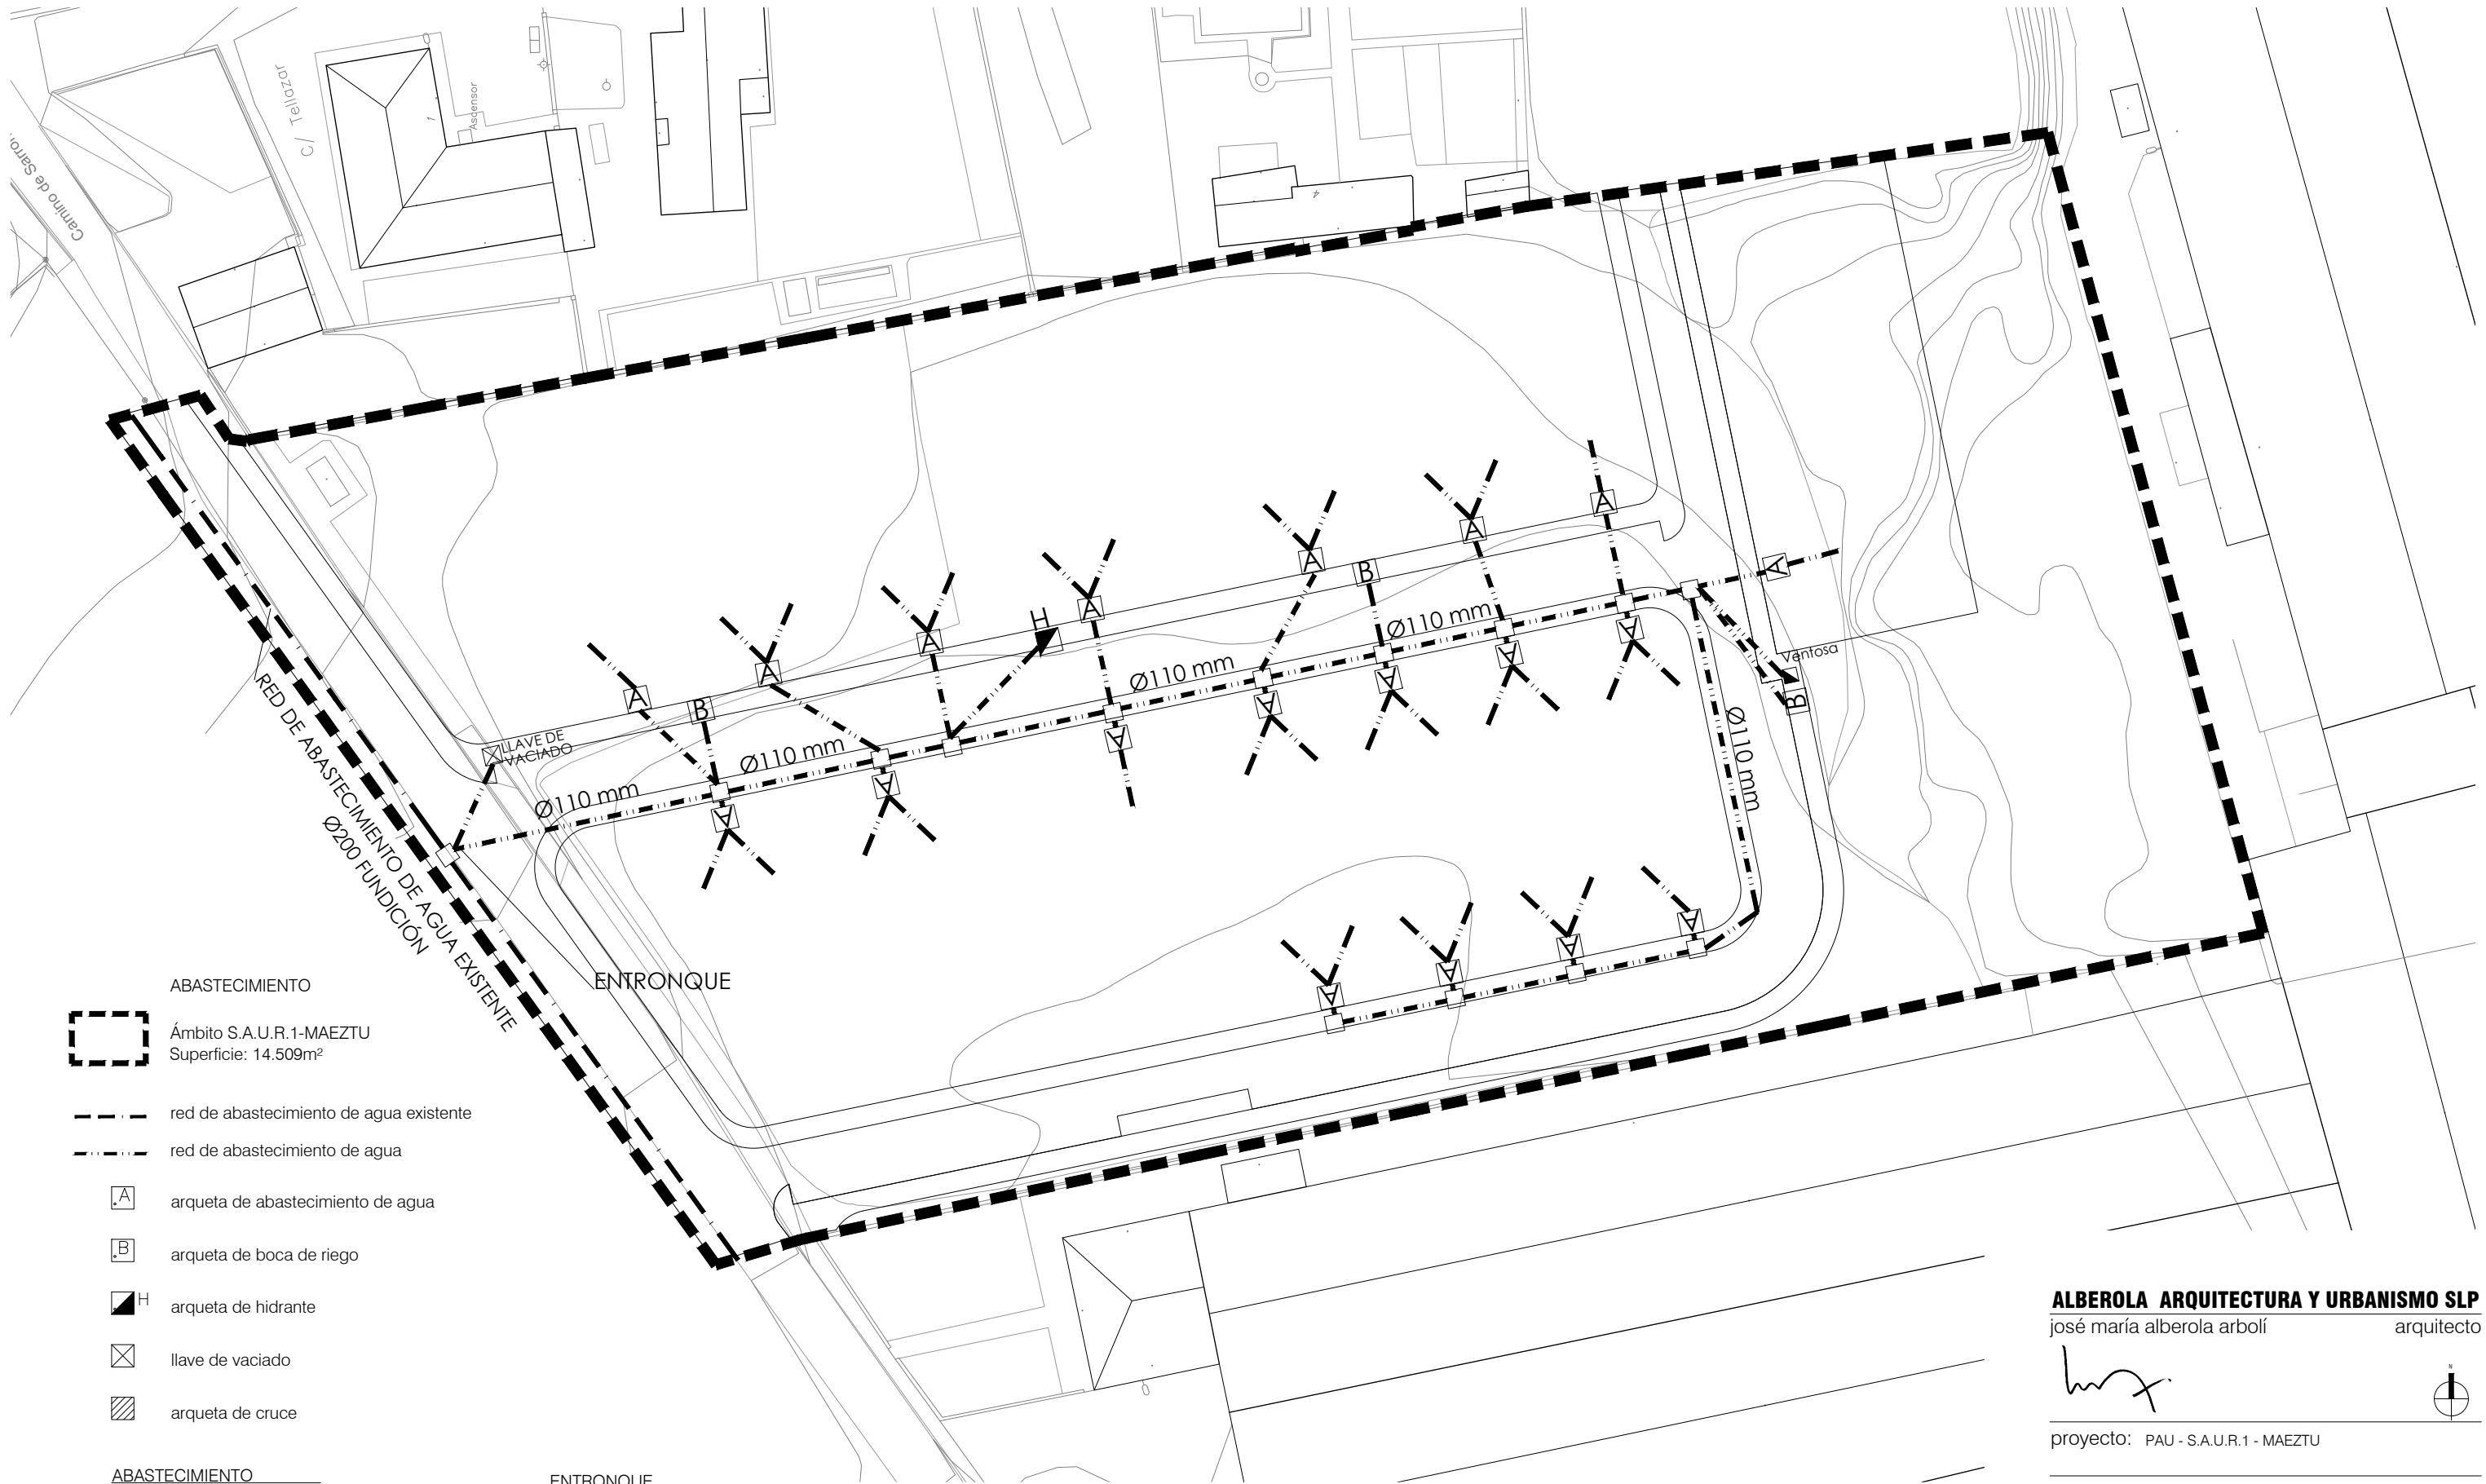 Camino de
C / Tellazar
1
Ascensor
4
A
A
A
A
A
A
A
A
B
B
B
H
A
A
A
A
A
A
A
A
A
A
A
A
Ventosa
LLAVE DE
VACIADO
Ø110 mm
Ø110 mm
Ø110 mm
Ø110 mm
Ø110 mm
RED DE ABASTECIMIENTO DE AGUA EXISTENTE
Ø200 FUNDICIÓN
ENTRONQUE
ABASTECIMIENTO
Ámbito S.A.U.R.1-MAEZTU
Superficie: 14.509m²
red de abastecimiento de agua existente
red de abastecimiento de agua
A arqueta de abastecimiento de agua
B arqueta de boca de riego
H arqueta de hidrante
llave de vaciado
arqueta de cruce
ABASTECIMIENTO
ENTRONQUE
ALBEROLA ARQUITECTURA Y URBANISMO SLP
josé maría alberola arbolí arquitecto
N
proyecto: PAU - S.A.U.R.1 - MAEZTU